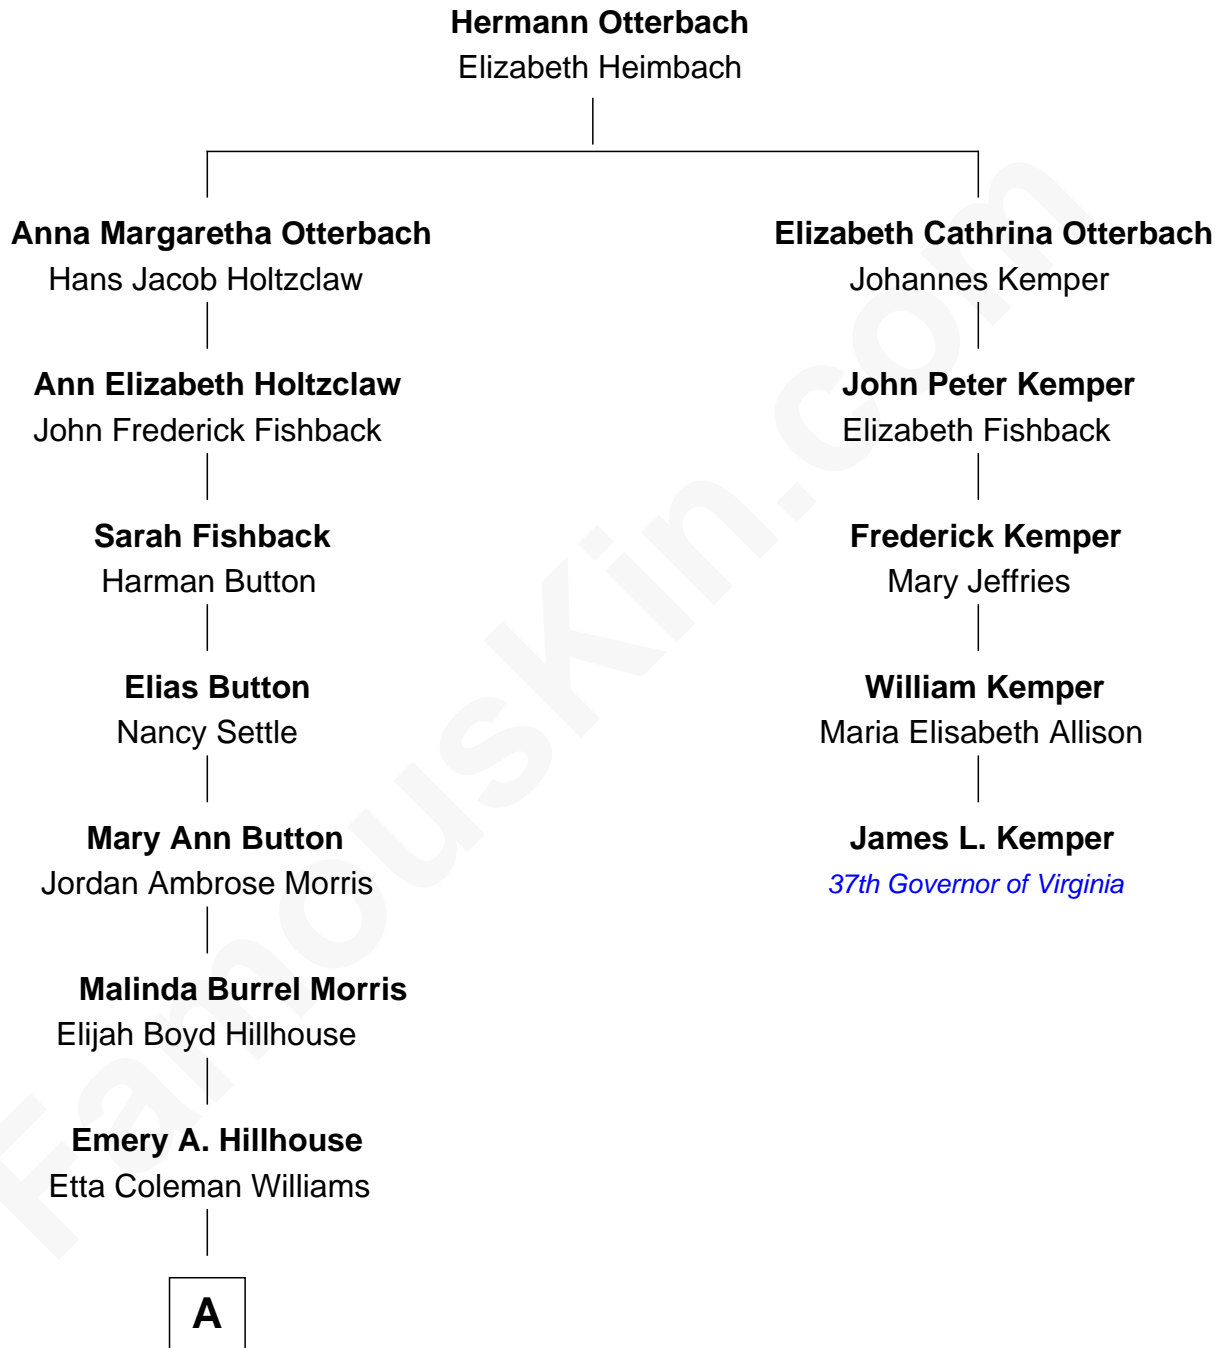 Hermann Otterbach
Elizabeth Heimbach
Anna Margaretha Otterbach
Hans Jacob Holtzclaw
Elizabeth Cathrina Otterbach
Johannes Kemper
Ann Elizabeth Holtzclaw
John Frederick Fishback
John Peter Kemper
Elizabeth Fishback
Sarah Fishback
Harman Button
Frederick Kemper
Mary Jeffries
Elias Button
Nancy Settle
William Kemper
Maria Elisabeth Allison
Mary Ann Button
Jordan Ambrose Morris
James L. Kemper
37th Governor of Virginia
Malinda Burrel Morris
Elijah Boyd Hillhouse
Emery A. Hillhouse
Etta Coleman Williams
A
FamousKin.com